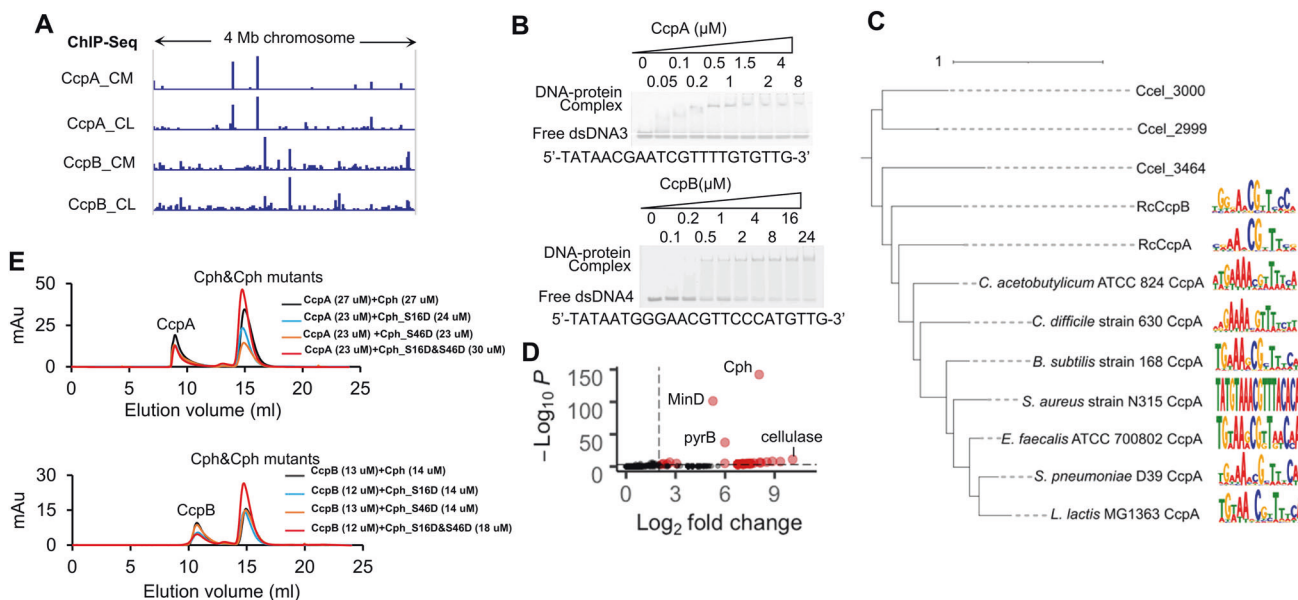 A
ChIP-Seq
4 Mb chromosome
CcpA_CM
CcpA_CL
CcpB_CM
CcpB_CL
B
CcpA (µM)
0 0.1 0.5 1.5 4
0.05 0.2 1 2 8
DNA-protein
Complex
Free dsDNA3
5'-TATAACGAATCGTTTTGTGTTG-3'
CcpB(µM)
0 0.2 1 4 16
0.1 0.5 2 8 24
DNA-protein
Complex
Free dsDNA4
5'-TATAATGGGAACGTTCCCATGTTG-3'
C
1
Ccel_3000
Ccel_2999
Ccel_3464
RcCcpB
RcCcpA
C. acetobutylicum ATCC 824 CcpA
C. difficile strain 630 CcpA
B. subtilis strain 168 CcpA
S. aureus strain N315 CcpA
TATGTAAACGTTTACACA
E. faecalis ATCC 700802 CcpA
S. pneumoniae D39 CcpA
L. lactis MG1363 CcpA
D
−Log10 P
150
100
50
0
Cph
MinD
pyrB
cellulase
0 3 6 9
Log2 fold change
E
Cph&Cph mutants
CcpA
CcpA (27 uM)+Cph (27 uM)
CcpA (23 uM)+Cph_S16D (24 uM)
CcpA (23 uM)+Cph_S46D (23 uM)
CcpA (23 uM)+Cph_S16D&S46D (30 uM)
mAu
50
25
0
0 5 10 15 20 25
Elution volume (ml)
Cph&Cph mutants
CcpB
CcpB (13 uM)+Cph (14 uM)
CcpB (12 uM)+Cph_S16D (14 uM)
CcpB (13 uM)+Cph_S46D (14 uM)
CcpB (12 uM)+Cph_S16D&S46D (18 uM)
mAu
30
15
0
0 5 10 15 20 25
Elution volume (ml)